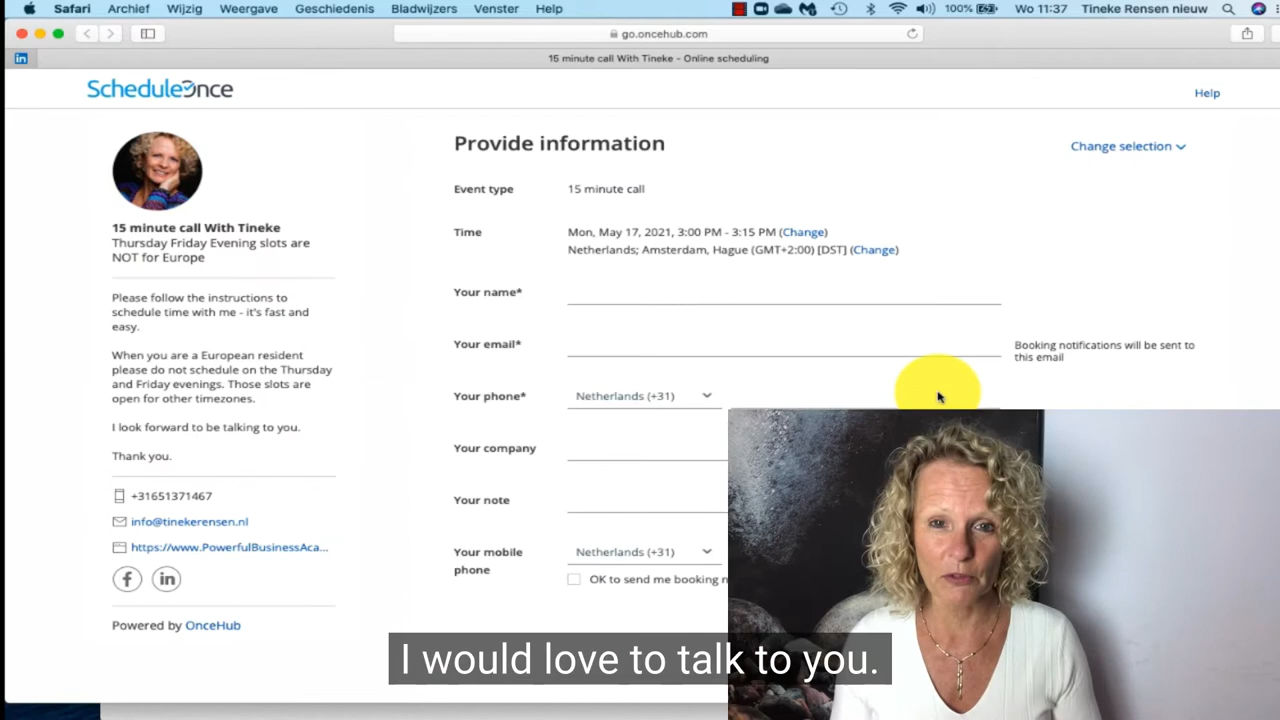 Safari Archief Wijzig Weergave Geschiedenis Bladwijzers Venster Help 100% Wo 11:37 Tineke Rensen nieuw
go.oncehub.com
in 15 minute call With Tineke - Online scheduling
ScheduleOnce
Help
15 minute call With Tineke
Thursday Friday Evening slots are
NOT for Europe
Please follow the instructions to
schedule time with me - it's fast and
easy.
When you are a European resident
please do not schedule on the Thursday
and Friday evenings. Those slots are
open for other timezones.
I look forward to be talking to you.
Thank you.
+31651371467
info@tinekerensen.nl
https://www.PowerfulBusinessAca...
f in
Powered by OnceHub
Provide information
Change selection
Event type 15 minute call
Time Mon, May 17, 2021, 3:00 PM - 3:15 PM (Change)
Netherlands; Amsterdam, Hague (GMT+2:00) [DST] (Change)
Your name*
Your email*
Booking notifications will be sent to
this email
Your phone* Netherlands (+31)
Your company
Your note
Your mobile
phone
Netherlands (+31)
OK to send me booking n
I would love to talk to you.